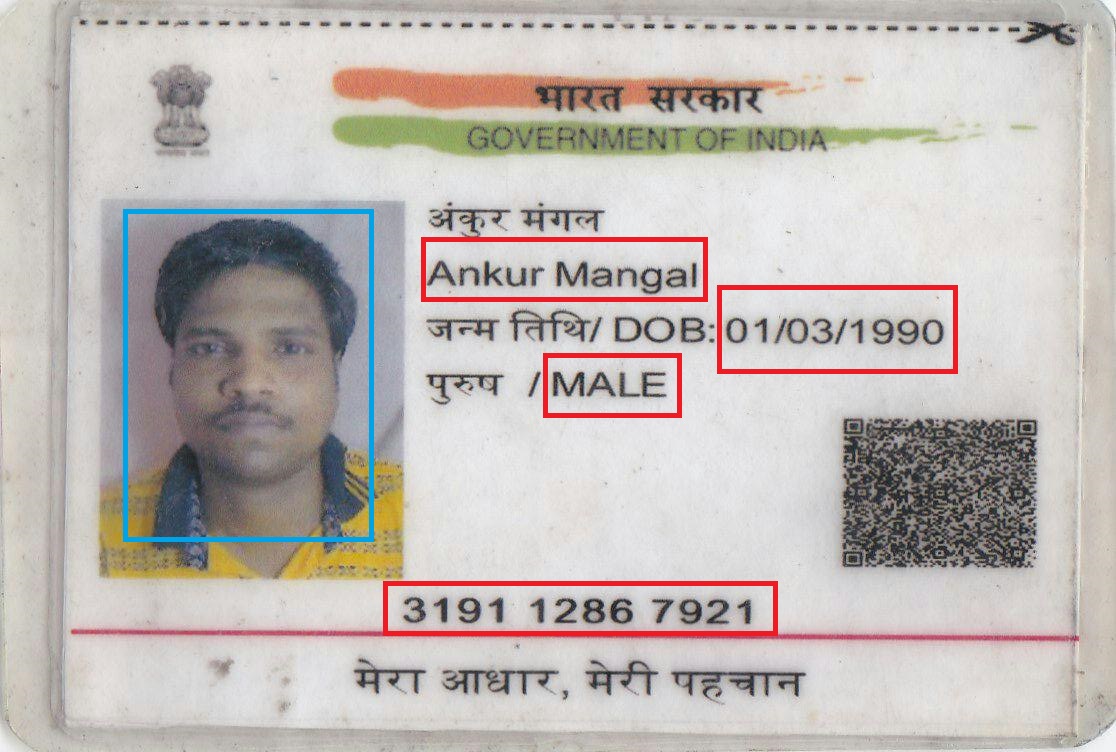 भारत सरकार
GOVERNMENT OF INDIA
अंकुर मंगल
Ankur Mangal
जन्म तिथि/ DOB: 01/03/1990
पुरुष / MALE
3191 1286 7921
मेरा आधार, मेरी पहचान